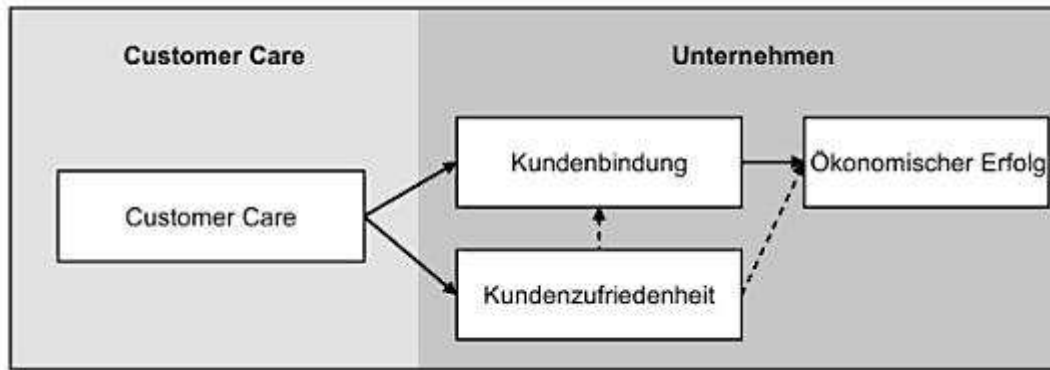 Customer Care
Unternehmen
Customer Care
Kundenbindung
Ökonomischer Erfolg
Kundenzufriedenheit